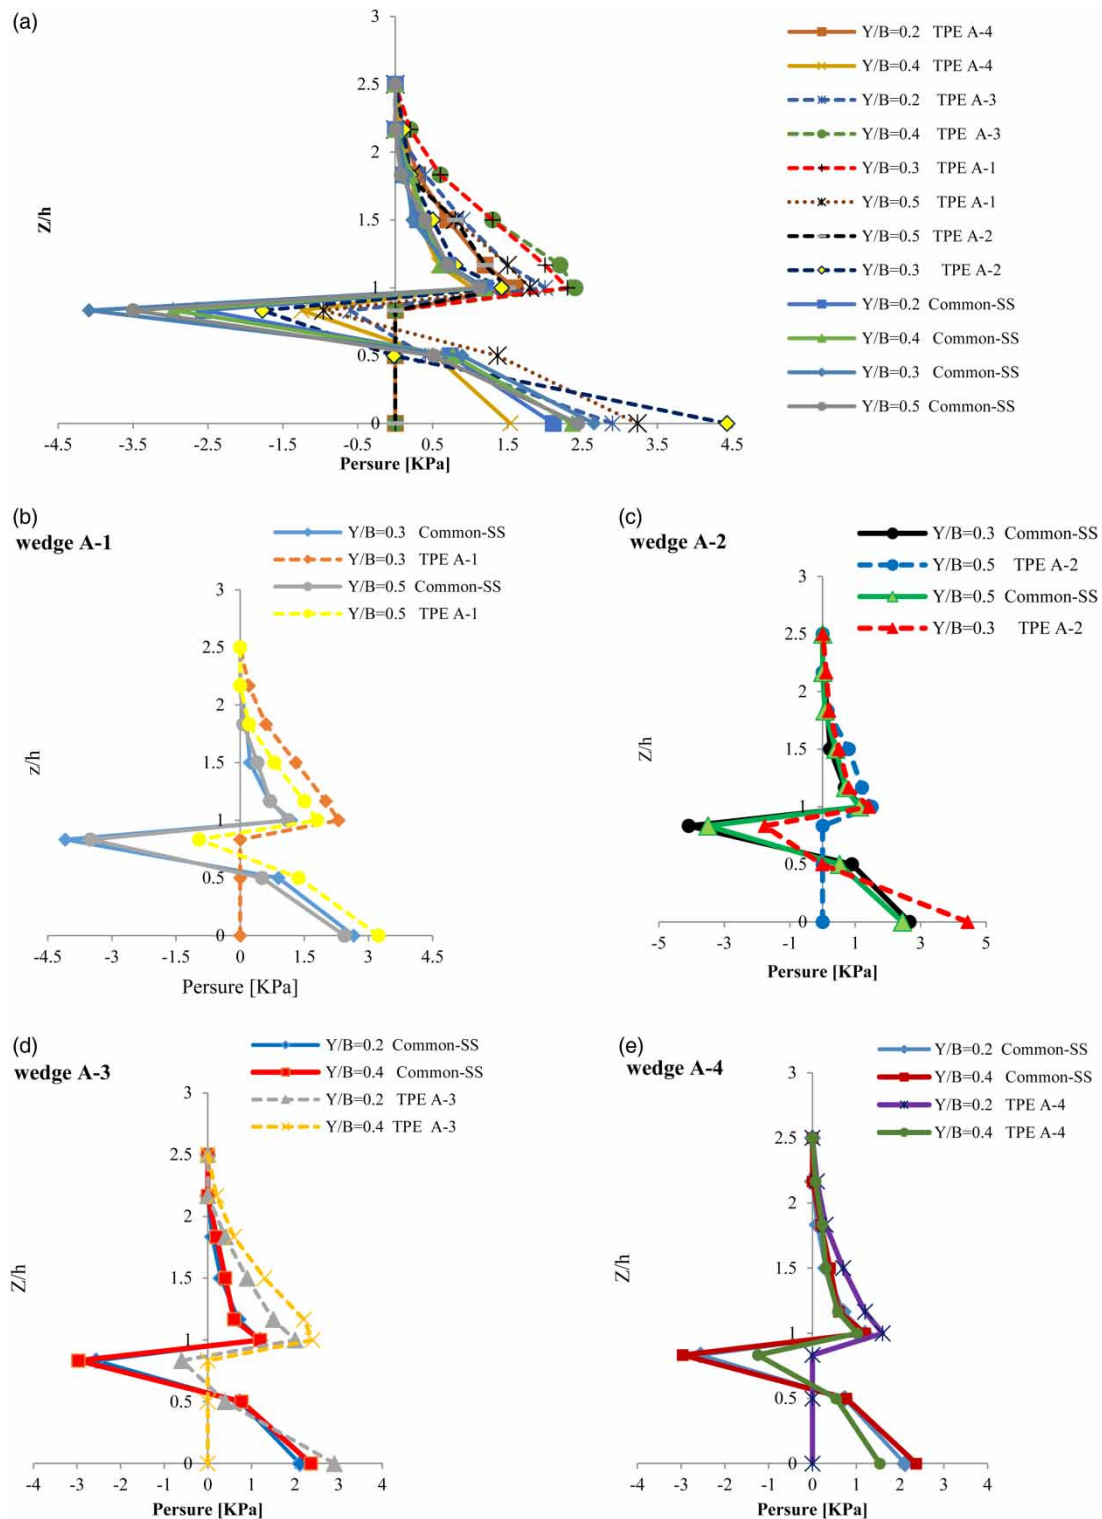 (a)
3
2.5
2
1.5
1
0.5
0
Z/h
-4.5 -3.5 -2.5 -1.5 -0.5 0.5 1.5 2.5 3.5 4.5
Persure [KPa]
Y/B=0.2 TPE A-4
Y/B=0.4 TPE A-4
Y/B=0.2 TPE A-3
Y/B=0.4 TPE A-3
Y/B=0.3 TPE A-1
Y/B=0.5 TPE A-1
Y/B=0.5 TPE A-2
Y/B=0.3 TPE A-2
Y/B=0.2 Common-SS
Y/B=0.4 Common-SS
Y/B=0.3 Common-SS
Y/B=0.5 Common-SS
(b)
wedge A-1
Y/B=0.3 Common-SS
Y/B=0.3 TPE A-1
Y/B=0.5 Common-SS
Y/B=0.5 TPE A-1
3
2.5
2
1.5
1
0.5
0
z/h
-4.5 -3 -1.5 0 1.5 3 4.5
Persure [KPa]
(c)
wedge A-2
Y/B=0.3 Common-SS
Y/B=0.5 TPE A-2
Y/B=0.5 Common-SS
Y/B=0.3 TPE A-2
3
2.5
2
1.5
1
0.5
0
Z/h
-5 -3 -1 1 3 5
Persure [KPa]
(d)
wedge A-3
Y/B=0.2 Common-SS
Y/B=0.4 Common-SS
Y/B=0.2 TPE A-3
Y/B=0.4 TPE A-3
3
2.5
2
1.5
1
0.5
0
Z/h
-4 -3 -2 -1 0 1 2 3 4
Persure [KPa]
(e)
wedge A-4
Y/B=0.2 Common-SS
Y/B=0.4 Common-SS
Y/B=0.2 TPE A-4
Y/B=0.4 TPE A-4
3
2.5
2
1.5
1
0.5
0
Z/h
-4 -3 -2 -1 0 1 2 3 4
Persure [KPa]